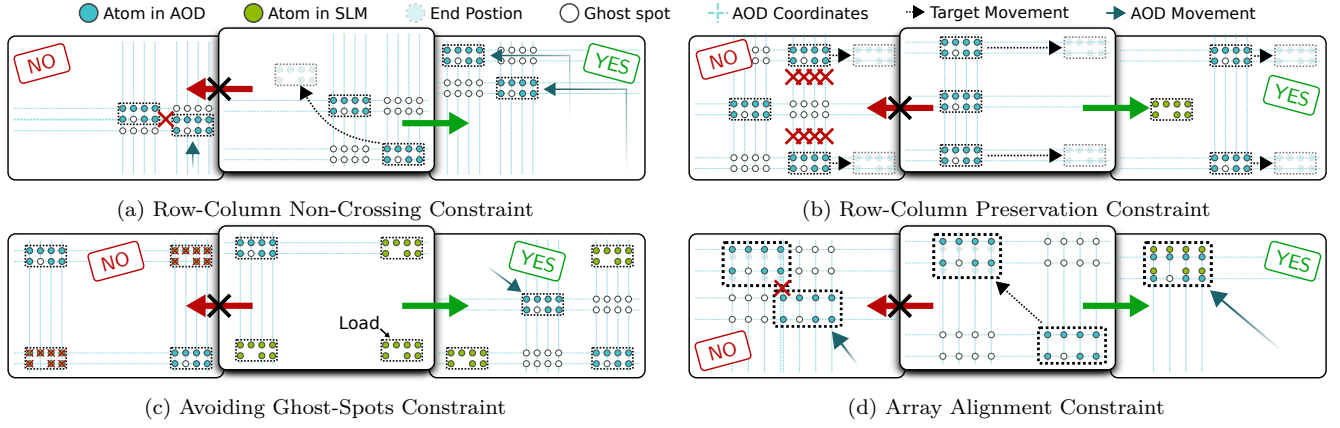 Atom in AOD Atom in SLM End Postion Ghost spot AOD Coordinates Target Movement AOD Movement
NO YES
(a) Row-Column Non-Crossing Constraint
NO YES
(b) Row-Column Preservation Constraint
NO YES
Load
(c) Avoiding Ghost-Spots Constraint
YES
NO
(d) Array Alignment Constraint